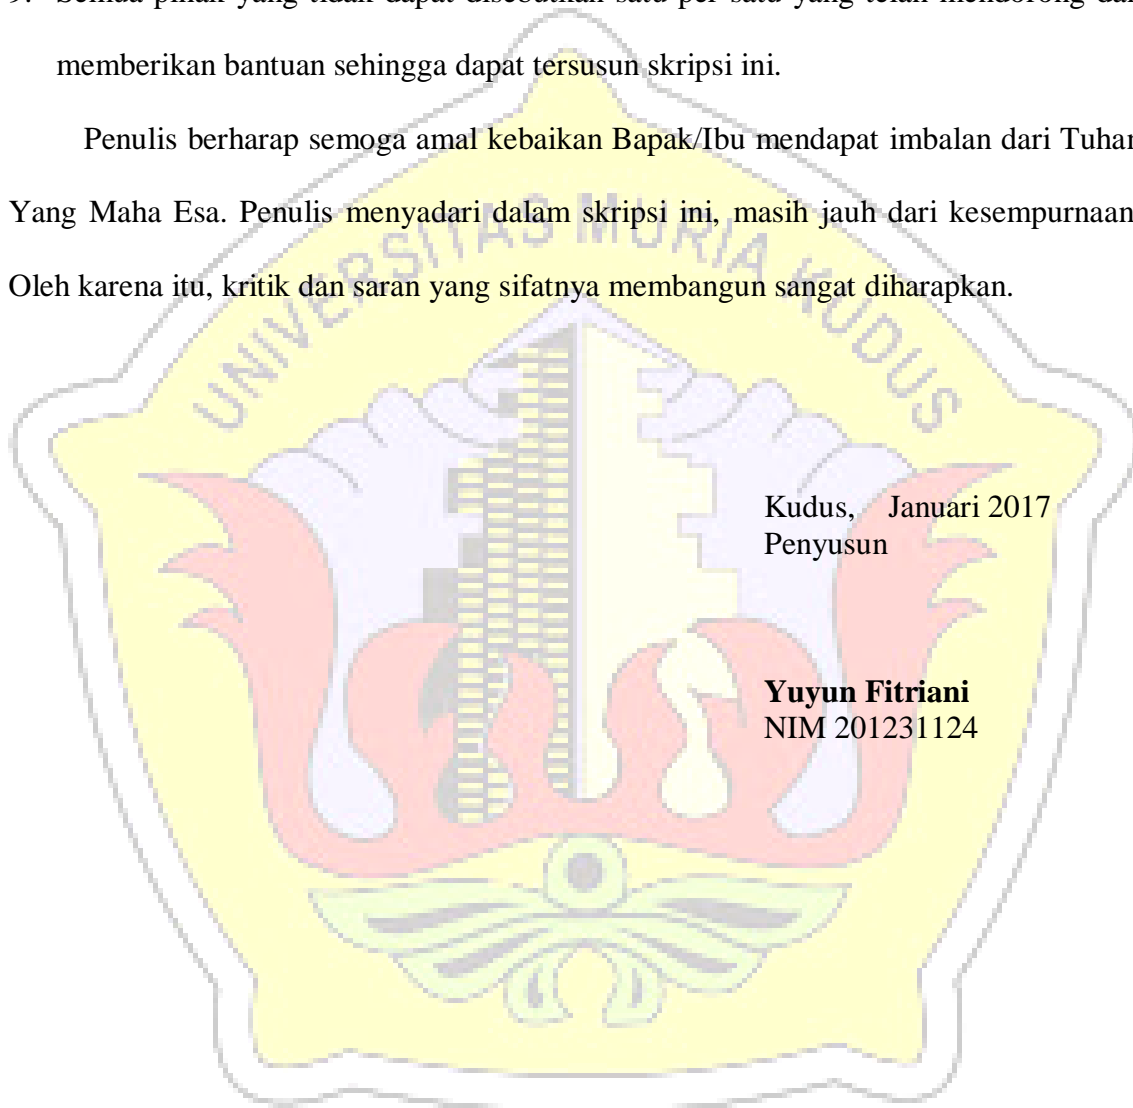 9. Semua pihak yang tidak dapat disebutkan satu per satu yang telah mendorong dan
memberikan bantuan sehingga dapat tersusun skripsi ini.
Penulis berharap semoga amal kebaikan Bapak/Ibu mendapat imbalan dari Tuhan
Yang Maha Esa. Penulis menyadari dalam skripsi ini, masih jauh dari kesempurnaan
Oleh karena itu, kritik dan saran yang sifatnya membangun sangat diharapkan.
UNIVERSITAS MURIA KUDUS
Kudus, Januari 2017
Penyusun
Yuyun Fitriani
NIM 201231124